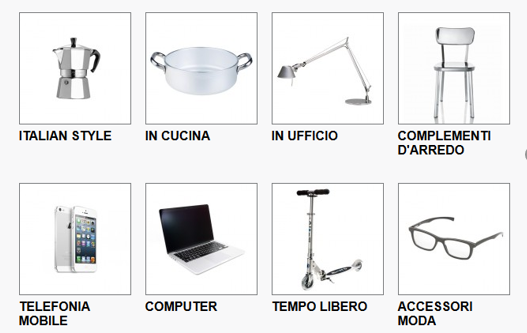 ITALIAN STYLE
IN CUCINA
IN UFFICIO
COMPLEMENTI
D'ARREDO
TELEFONIA
MOBILE
COMPUTER
TEMPO LIBERO
ACCESSORI
MODA